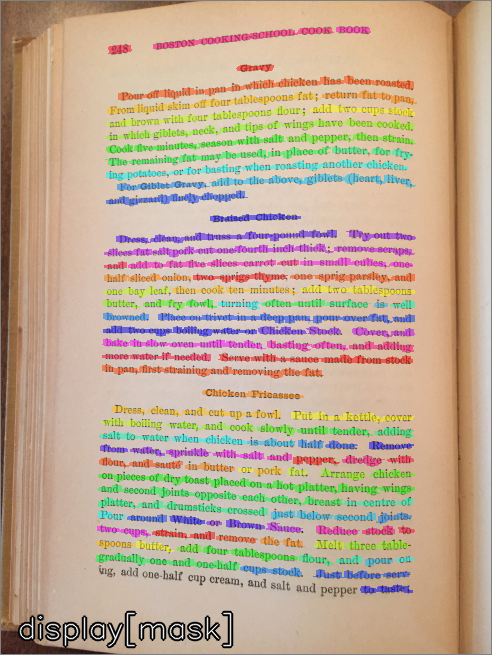 248 BOSTON COOKING-SCHOOL COOK BOOK
Gravy
Pour off liquid in pan in which chicken has been roasted.
From liquid skim off four tablespoons fat; return fat to pan,
and brown with four tablespoons flour; add two cups stock
in which giblets, neck, and tips of wings have been cooked.
Cook five minutes, season with salt and pepper, then strain.
The remaining fat may be used, in place of butter, for fry-
ing potatoes, or for basting when roasting another chicken.
For Giblet Gravy, add to the above, giblets (heart, liver,
and gizzard) finely chopped.
Braised Chicken
Dress, clean, and truss a four-pound fowl. Try out two
slices fat salt pork cut one-fourth inch thick; remove scraps,
and add to fat five slices carrot cut in small cubes, one-
half sliced onion, two sprigs thyme, one sprig parsley, and
one bay leaf, then cook ten minutes; add two tablespoons
butter, and fry fowl, turning often until surface is well
browned. Place on trivet in a deep pan, pour over fat, and
add two cups boiling water or Chicken Stock. Cover, and
bake in slow oven until tender, basting often, and adding
more water if needed. Serve with a sauce made from stock
in pan, first straining and removing the fat.
Chicken Fricassee
Dress, clean, and cut up a fowl. Put in a kettle, cover
with boiling water, and cook slowly until tender, adding
salt to water when chicken is about half done. Remove
from water, sprinkle with salt and pepper, dredge with
flour, and sauté in butter or pork fat. Arrange chicken
on pieces of dry toast placed on a hot platter, having wings
and second joints opposite each other, breast in centre of
platter, and drumsticks crossed just below second joints.
Pour around White or Brown Sauce. Reduce stock to
two cups, strain, and remove the fat. Melt three table-
spoons butter, add four tablespoons flour, and pour on
gradually one and one-half cups stock. Just before serv-
ing, add one-half cup cream, and salt and pepper to taste;
display[mask]